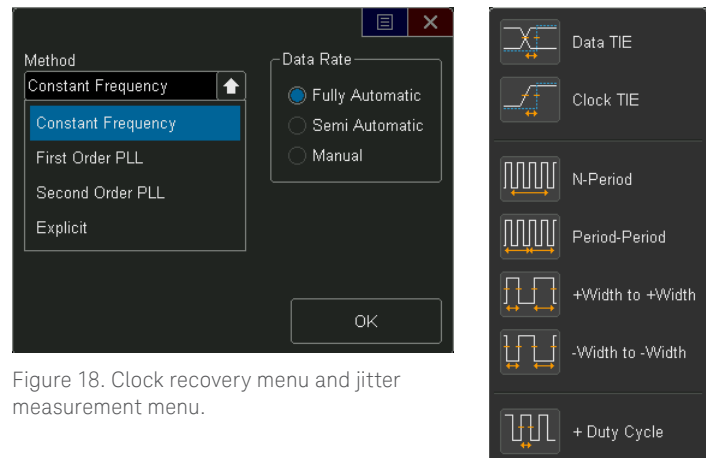 Method
Constant Frequency
Constant Frequency
First Order PLL
Second Order PLL
Explicit
Data Rate
Fully Automatic
Semi Automatic
Manual
OK
Figure 18. Clock recovery menu and jitter
measurement menu.
Data TIE
Clock TIE
N-Period
Period-Period
+Width to +Width
-Width to -Width
+ Duty Cycle